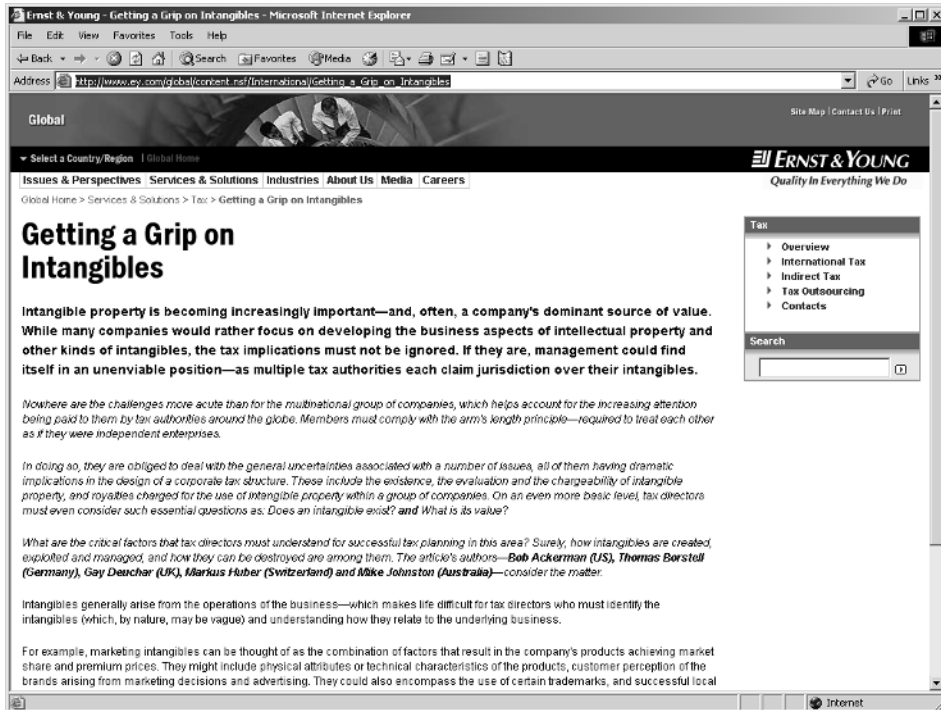 Ernst & Young - Getting a Grip on Intangibles - Microsoft Internet Explorer
File Edit View Favorites Tools Help
Back Search Favorites Media
Address http://www.ey.com/global/content.nsf/International/Getting_a_Grip_on_Intangibles Go Links »
Global
Site Map | Contact Us | Print
Select a Country/Region | Global Home
ERNST & YOUNG
Issues & Perspectives Services & Solutions Industries About Us Media Careers
Quality In Everything We Do
Global Home > Services & Solutions > Tax > Getting a Grip on Intangibles
Getting a Grip on
Intangibles
Intangible property is becoming increasingly important—and, often, a company's dominant source of value.
While many companies would rather focus on developing the business aspects of intellectual property and
other kinds of intangibles, the tax implications must not be ignored. If they are, management could find
itself in an unenviable position—as multiple tax authorities each claim jurisdiction over their intangibles.
Nowhere are the challenges more acute than for the multinational group of companies, which helps account for the increasing attention
being paid to them by tax authorities around the globe. Members must comply with the arm's length principle—required to treat each other
as if they were independent enterprises.
In doing so, they are obliged to deal with the general uncertainties associated with a number of issues, all of them having dramatic
implications in the design of a corporate tax structure. These include the existence, the evaluation and the chargeability of intangible
property, and royalties charged for the use of intangible property within a group of companies. On an even more basic level, tax directors
must even consider such essential questions as: Does an intangible exist? and What is its value?
What are the critical factors that tax directors must understand for successful tax planning in this area? Surely, how intangibles are created,
exploited and managed, and how they can be destroyed are among them. The article's authors—Bob Ackerman (US), Thomas Borstell
(Germany), Gay Deuchar (UK), Markus Huber (Switzerland) and Mike Johnston (Australia)—consider the matter.
Intangibles generally arise from the operations of the business—which makes life difficult for tax directors who must identify the
intangibles (which, by nature, may be vague) and understanding how they relate to the underlying business.
For example, marketing intangibles can be thought of as the combination of factors that result in the company's products achieving market
share and premium prices. They might include physical attributes or technical characteristics of the products, customer perception of the
brands arising from marketing decisions and advertising. They could also encompass the use of certain trademarks, and successful local
Tax
Overview
International Tax
Indirect Tax
Tax Outsourcing
Contacts
Search
Internet